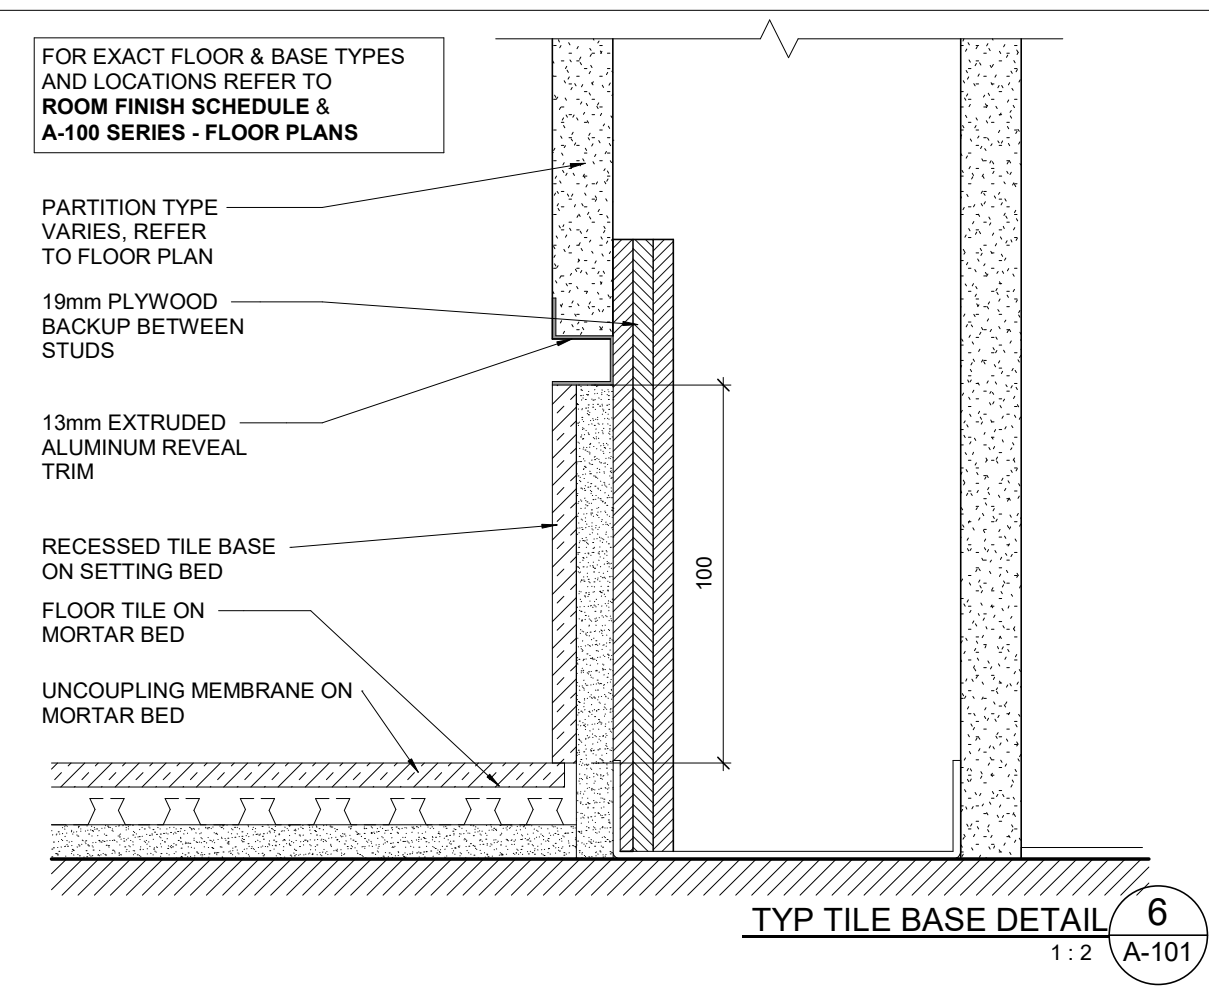 FOR EXACT FLOOR & BASE TYPES
AND LOCATIONS REFER TO
ROOM FINISH SCHEDULE &
A-100 SERIES - FLOOR PLANS
PARTITION TYPE
VARIES, REFER
TO FLOOR PLAN
19mm PLYWOOD
BACKUP BETWEEN
STUDS
13mm EXTRUDED
ALUMINUM REVEAL
TRIM
RECESSED TILE BASE
ON SETTING BED
FLOOR TILE ON
MORTAR BED
UNCOUPLING MEMBRANE ON
MORTAR BED
100
TYP TILE BASE DETAIL
1 : 2
6
A-101